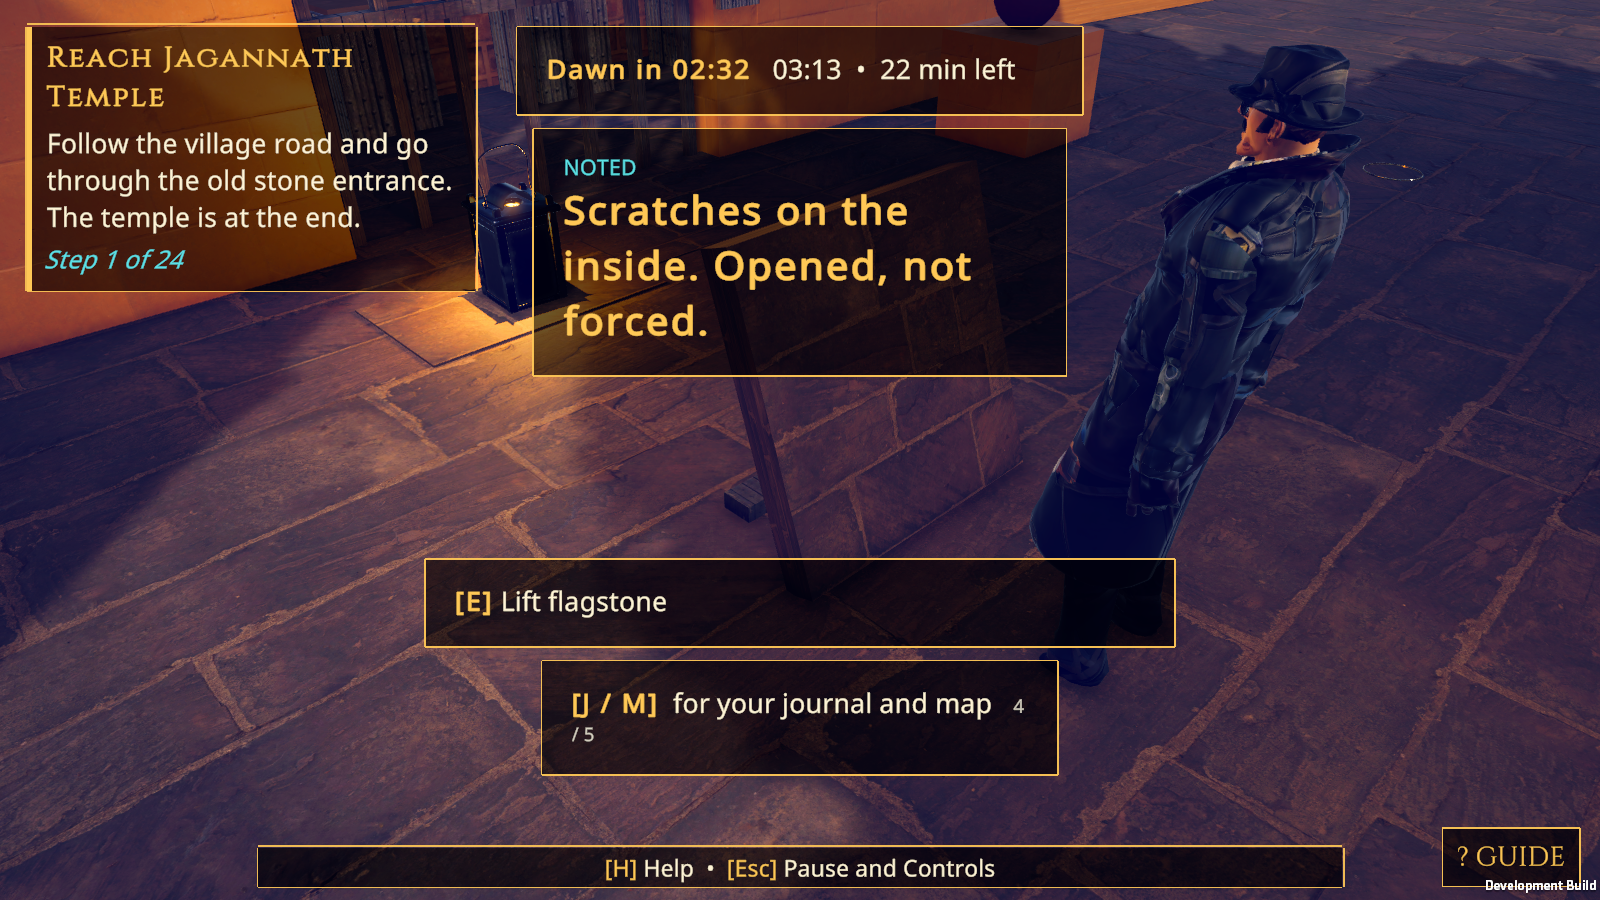 REACH JAGANNATH
TEMPLE
Follow the village road and go
through the old stone entrance.
The temple is at the end.
Step 1 of 24
Dawn in 02:32 03:13 • 22 min left
NOTED
Scratches on the
inside. Opened, not
forced.
[E] Lift flagstone
[J / M] for your journal and map 4
/ 5
[H] Help • [Esc] Pause and Controls
? GUIDE
Development Build